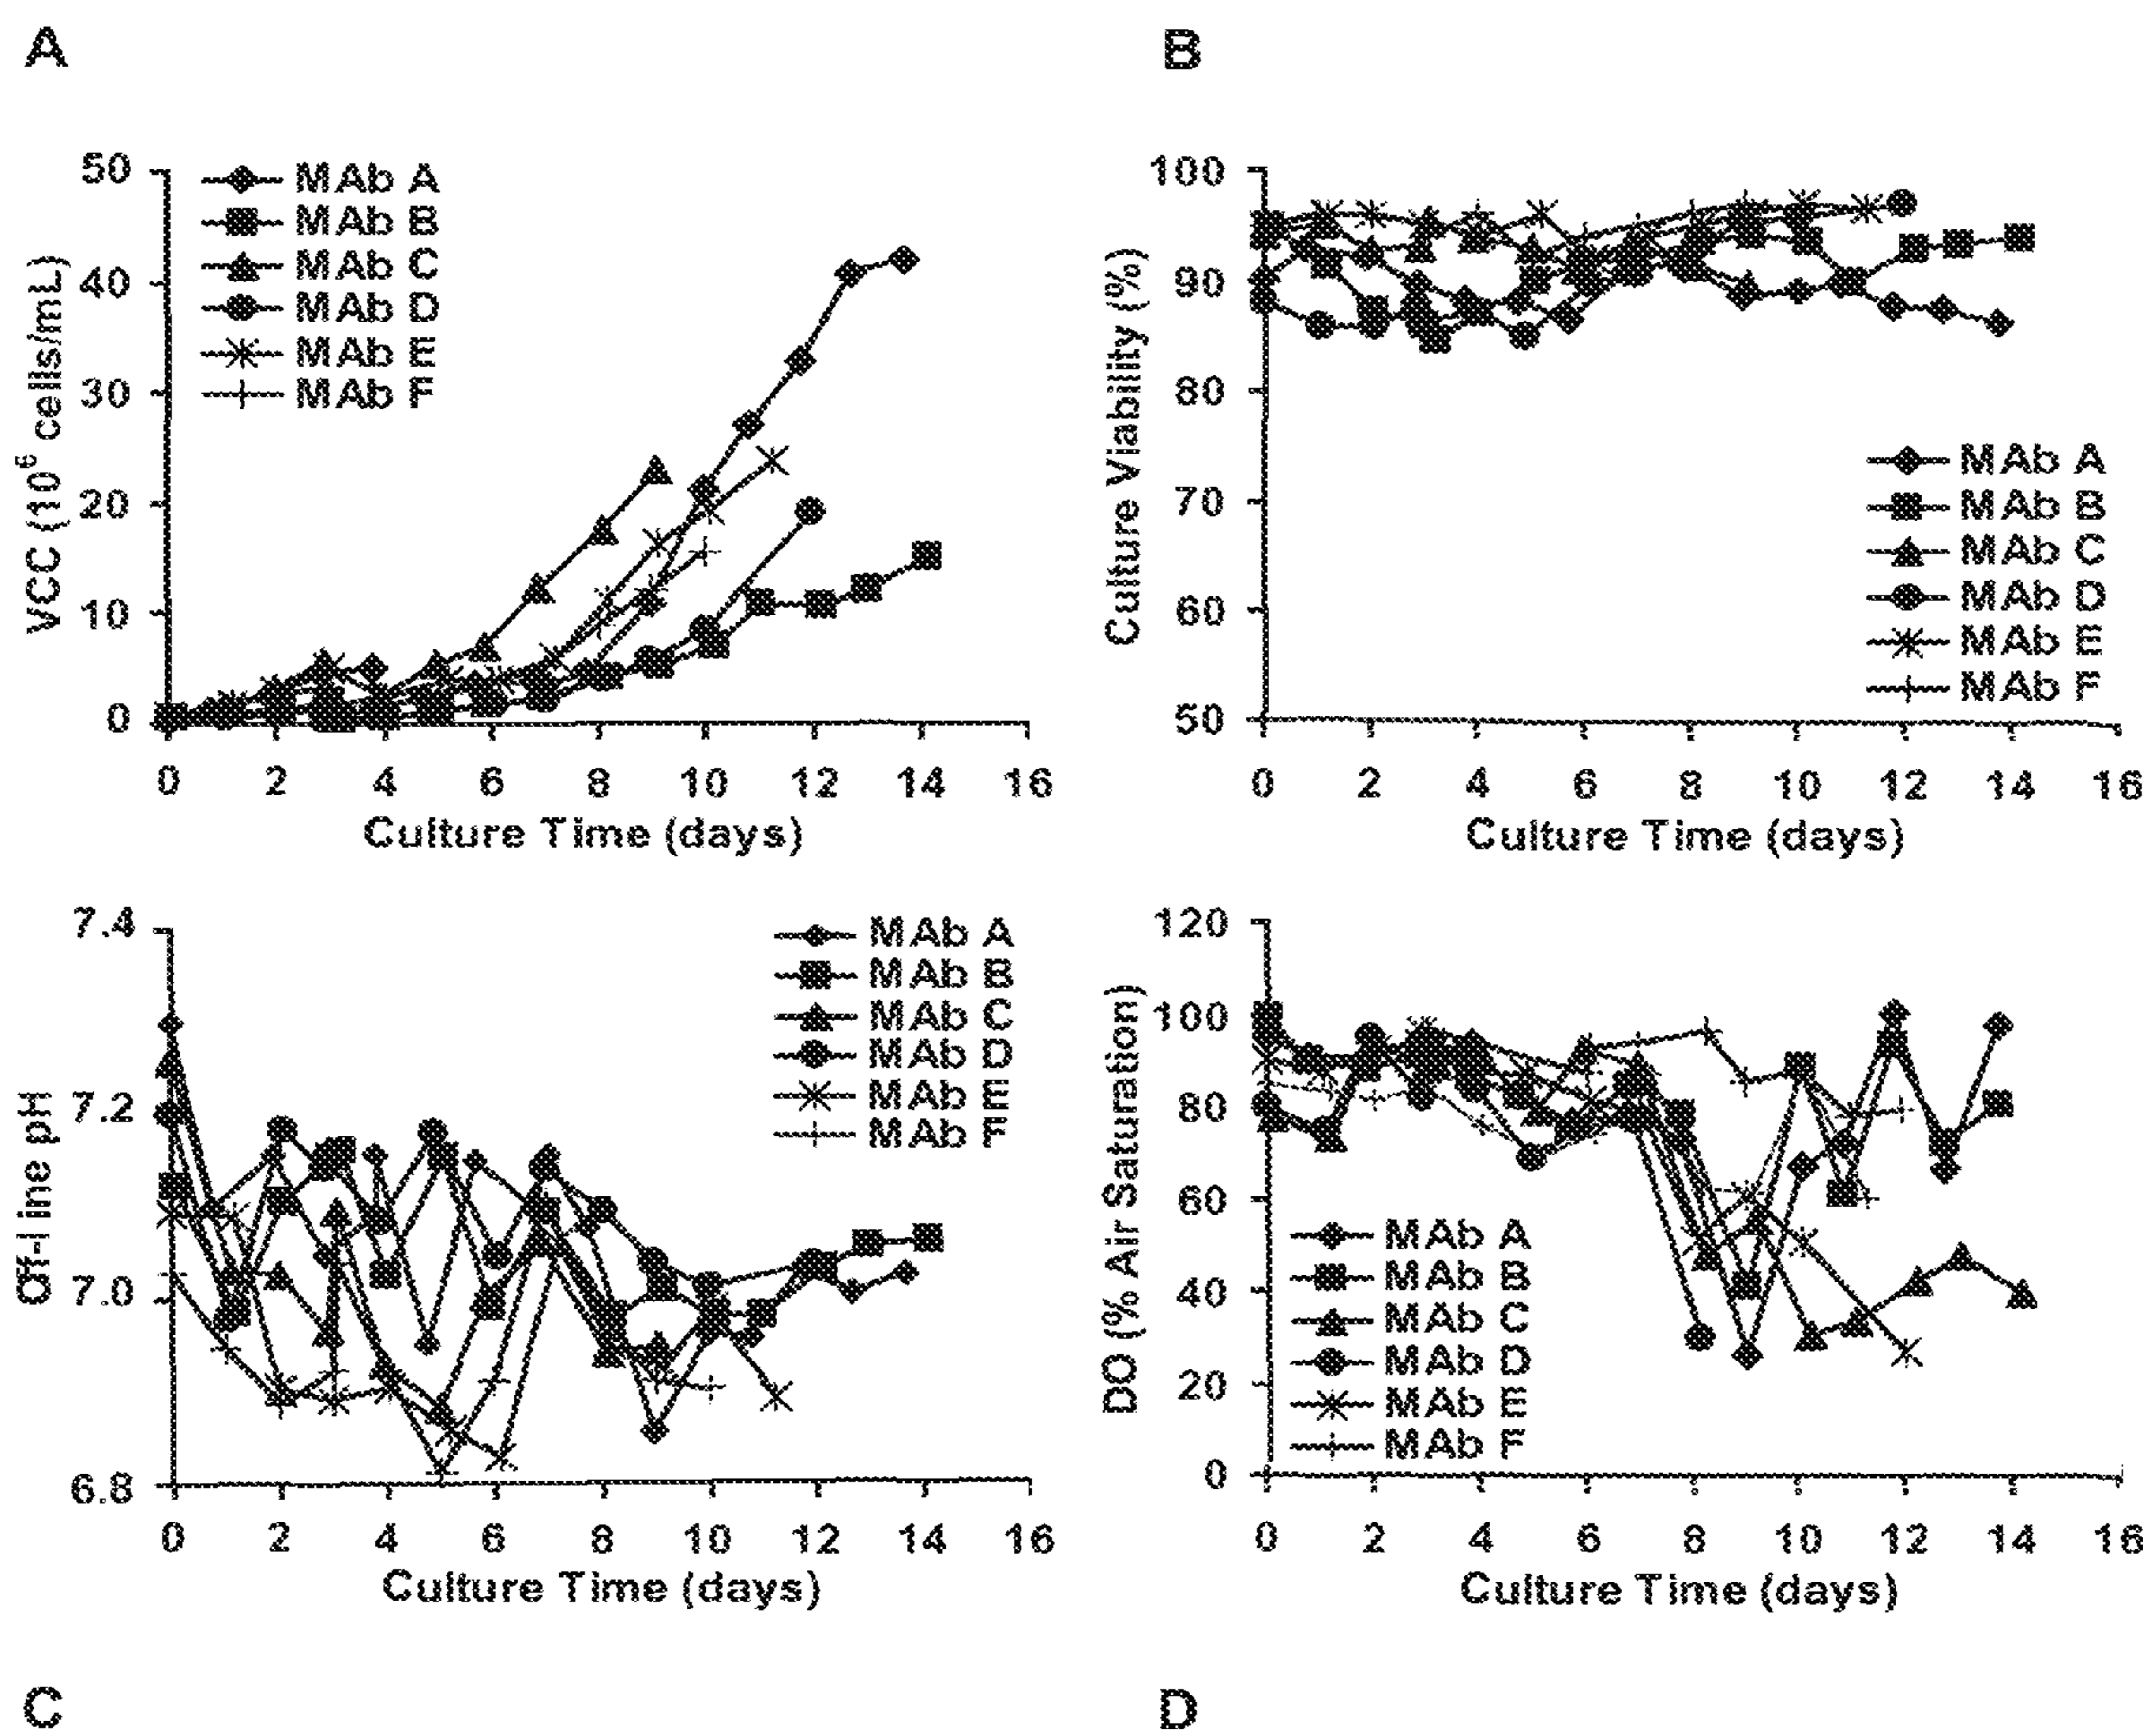 A
50
40
30
20
10
0
VCC (10⁶ cells/mL)
MAb A
MAb B
MAb C
MAb D
MAb E
MAb F
0 2 4 6 8 10 12 14 16
Culture Time (days)
B
100
90
80
70
60
50
Culture Viability (%)
MAb A
MAb B
MAb C
MAb D
MAb E
MAb F
0 2 4 6 8 10 12 14 16
Culture Time (days)
7.4
7.2
7.0
6.8
Off-line pH
MAb A
MAb B
MAb C
MAb D
MAb E
MAb F
0 2 4 6 8 10 12 14 16
Culture Time (days)
C
120
100
80
60
40
20
0
DO (% Air Saturation)
MAb A
MAb B
MAb C
MAb D
MAb E
MAb F
0 2 4 6 8 10 12 14 16
Culture Time (days)
D